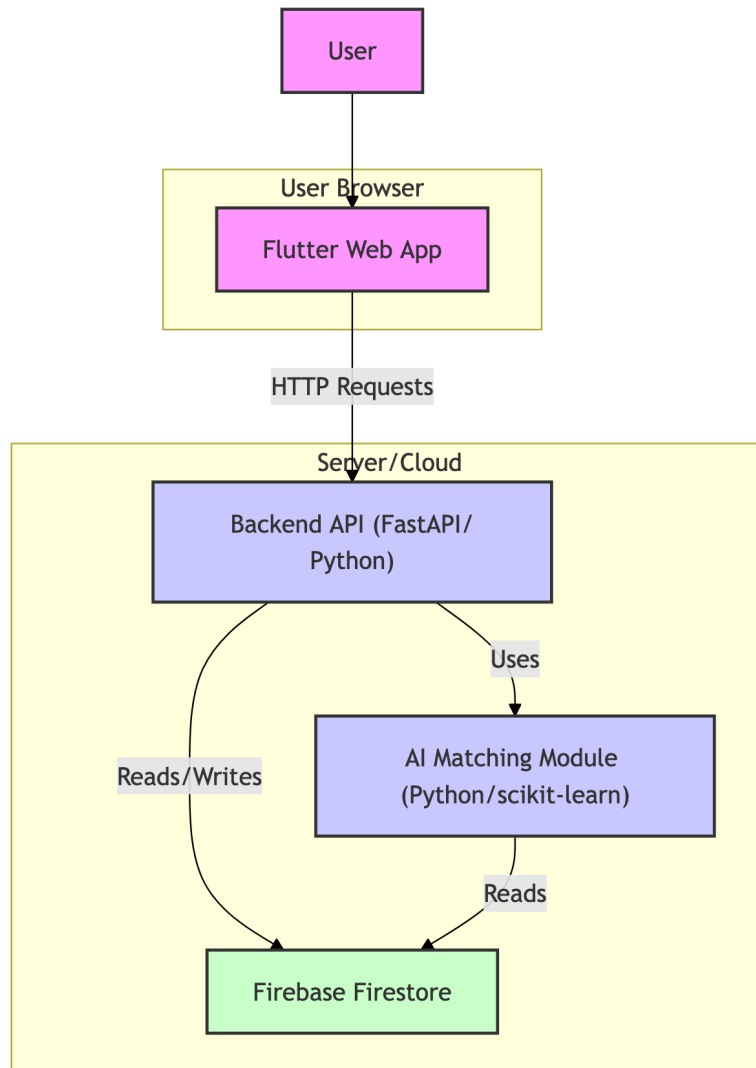 User
User Browser
Flutter Web App
HTTP Requests
Server/Cloud
Backend API (FastAPI/
Python)
Uses
AI Matching Module
(Python/scikit-learn)
Reads/Writes
Reads
Firebase Firestore